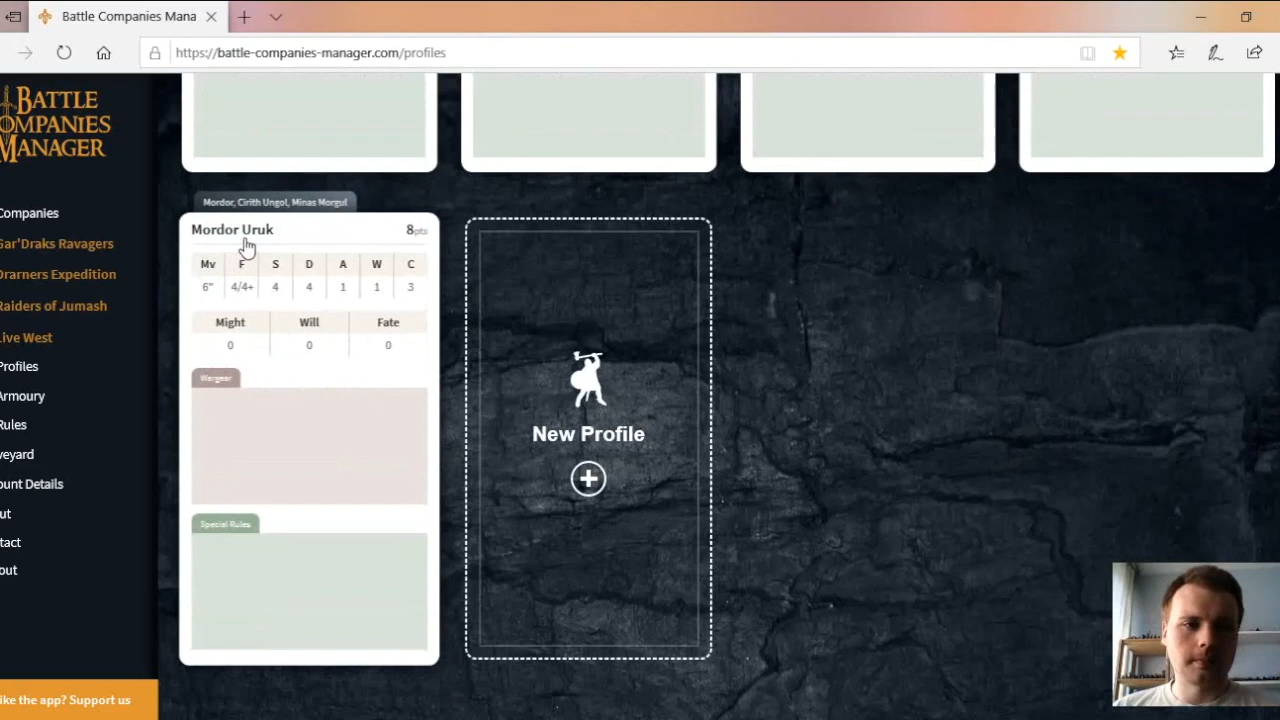 Battle Companies Mana
https://battle-companies-manager.com/profiles
BATTLE
COMPANIES
MANAGER
Companies
Gar'Draks Ravagers
Drarners Expedition
Raiders of Jumash
Live West
Profiles
Armoury
Rules
veyard
ount Details
ut
tact
out
like the app? Support us
Mordor, Cirith Ungol, Minas Morgul
Mordor Uruk 8pts
Mv F S D A W C
6" 4/4+ 4 4 1 1 3
Might Will Fate
0 0 0
Wargear
Special Rules
New Profile